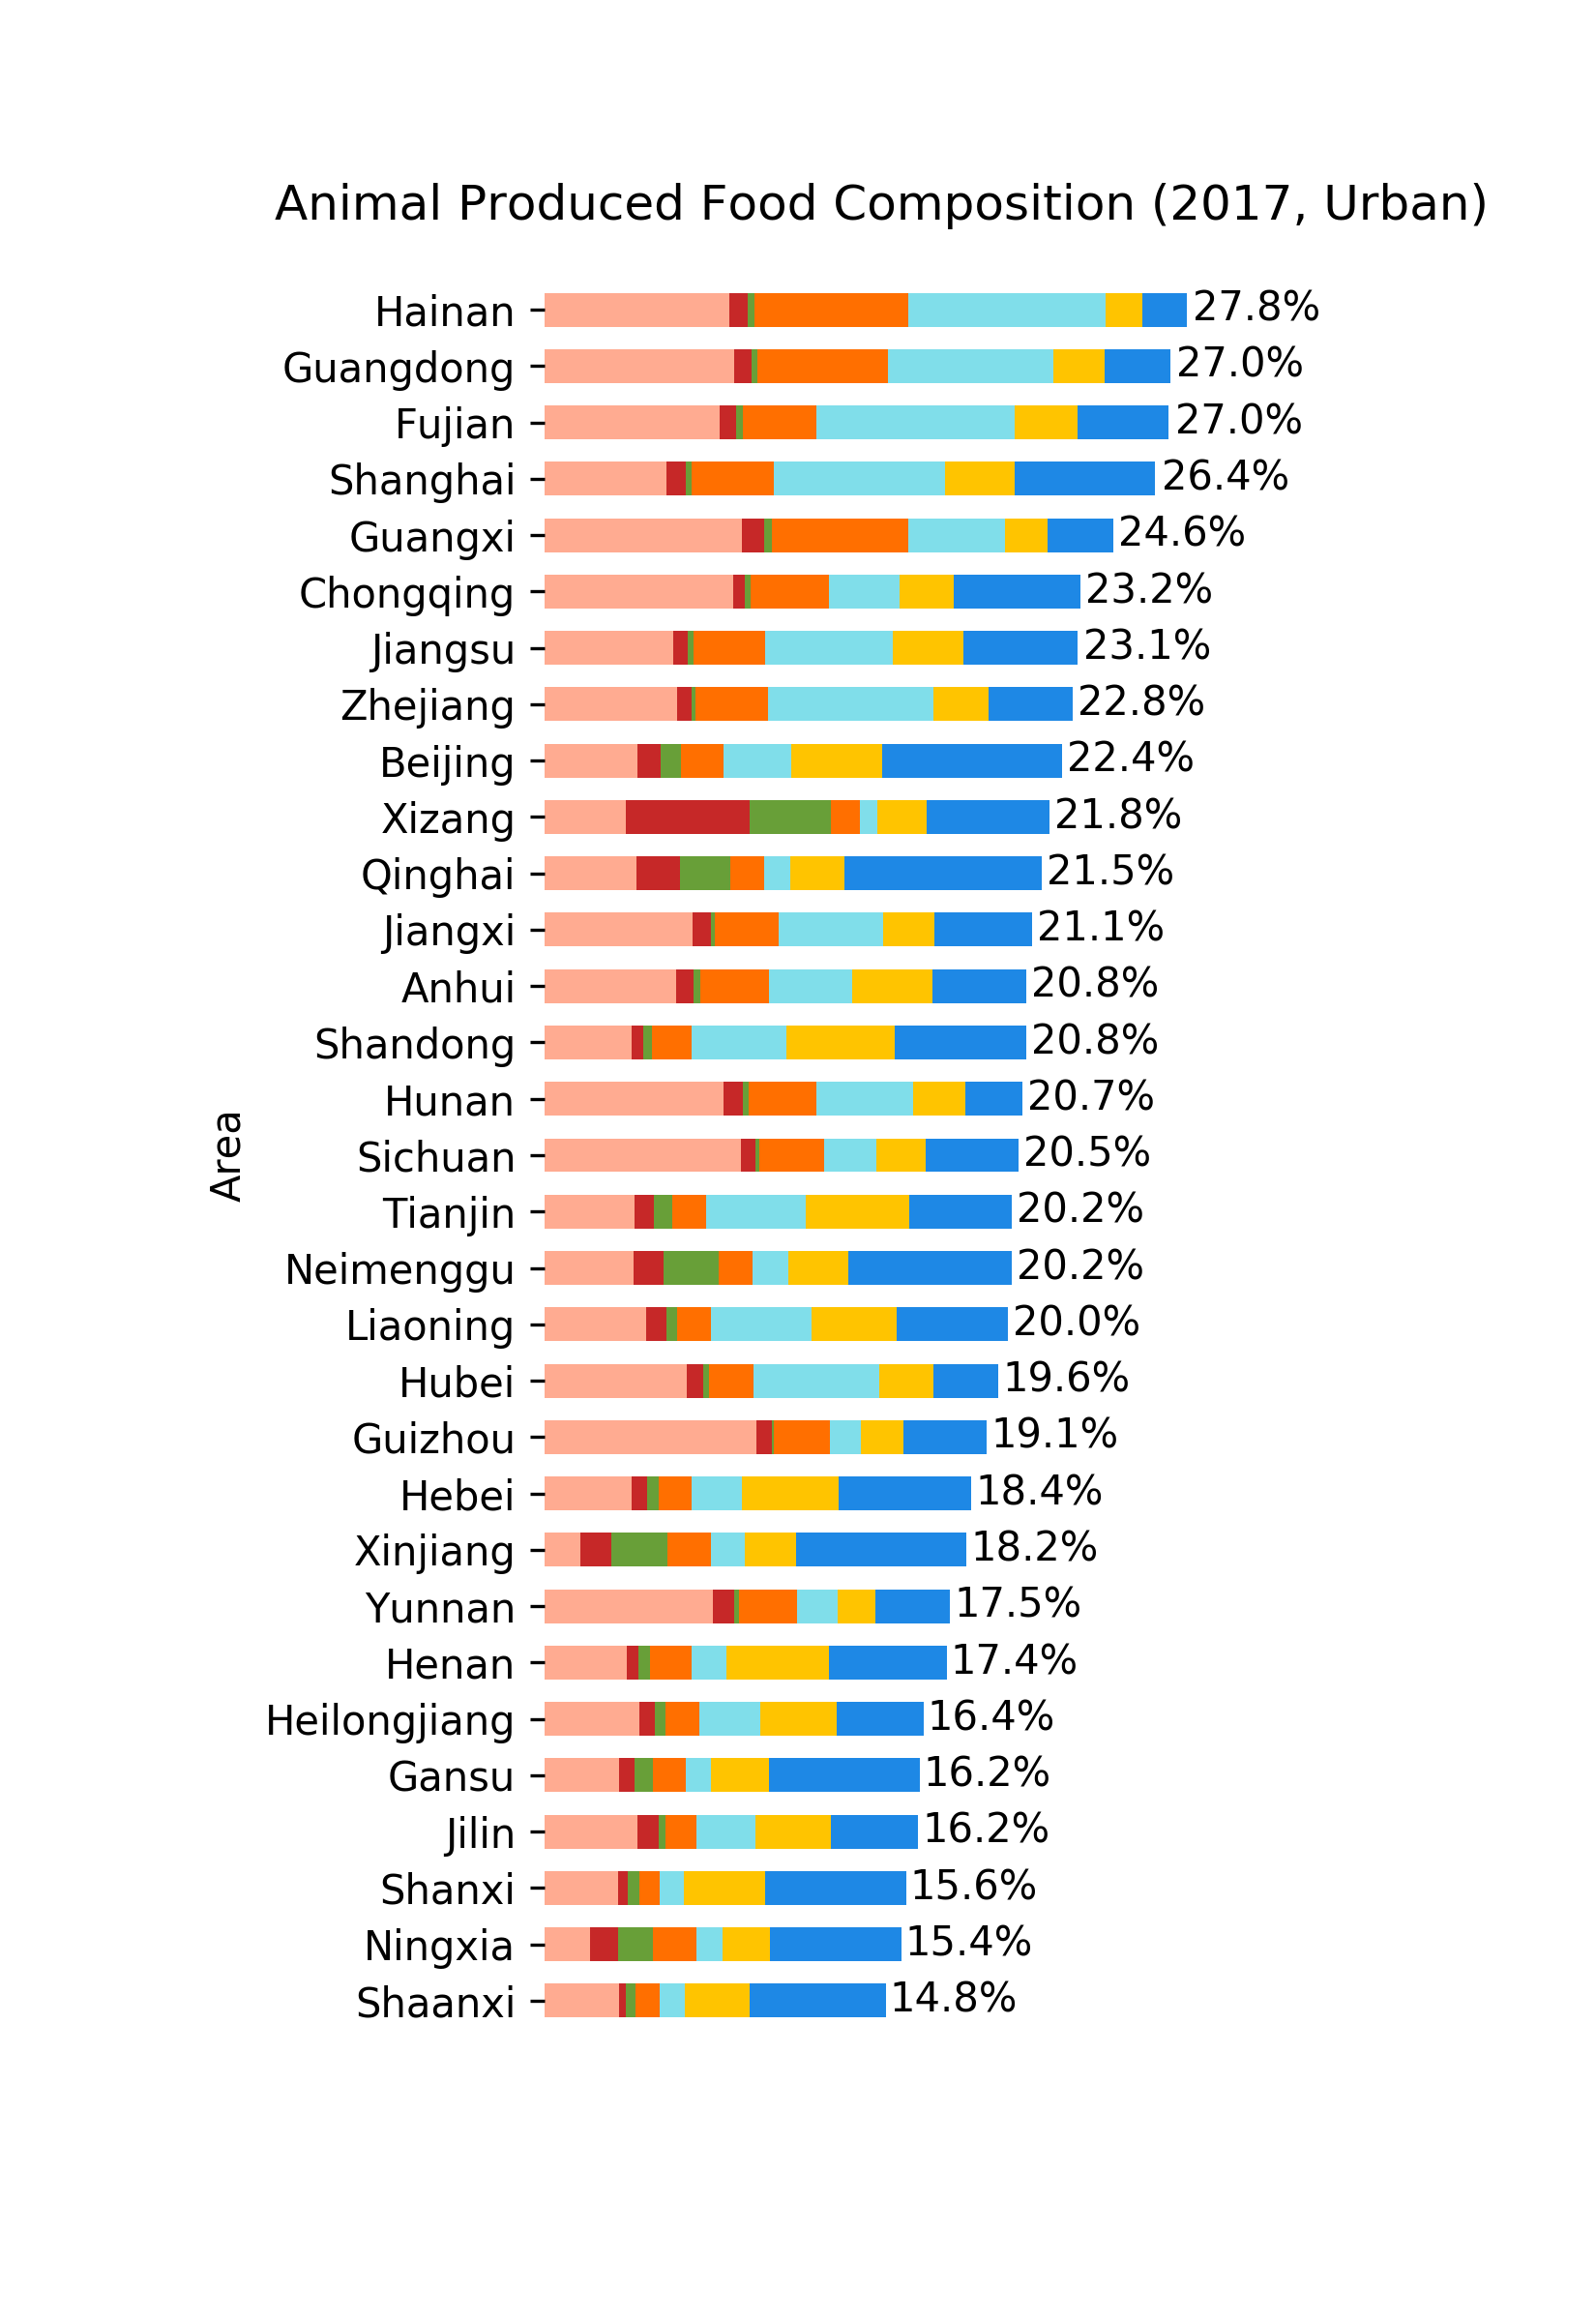 Animal Produced Food Composition (2017, Urban)
Hainan 27.8%
Guangdong 27.0%
Fujian 27.0%
Shanghai 26.4%
Guangxi 24.6%
Chongqing 23.2%
Jiangsu 23.1%
Zhejiang 22.8%
Beijing 22.4%
Xizang 21.8%
Qinghai 21.5%
Jiangxi 21.1%
Anhui 20.8%
Shandong 20.8%
Hunan 20.7%
Area
Sichuan 20.5%
Tianjin 20.2%
Neimenggu 20.2%
Liaoning 20.0%
Hubei 19.6%
Guizhou 19.1%
Hebei 18.4%
Xinjiang 18.2%
Yunnan 17.5%
Henan 17.4%
Heilongjiang 16.4%
Gansu 16.2%
Jilin 16.2%
Shanxi 15.6%
Ningxia 15.4%
Shaanxi 14.8%